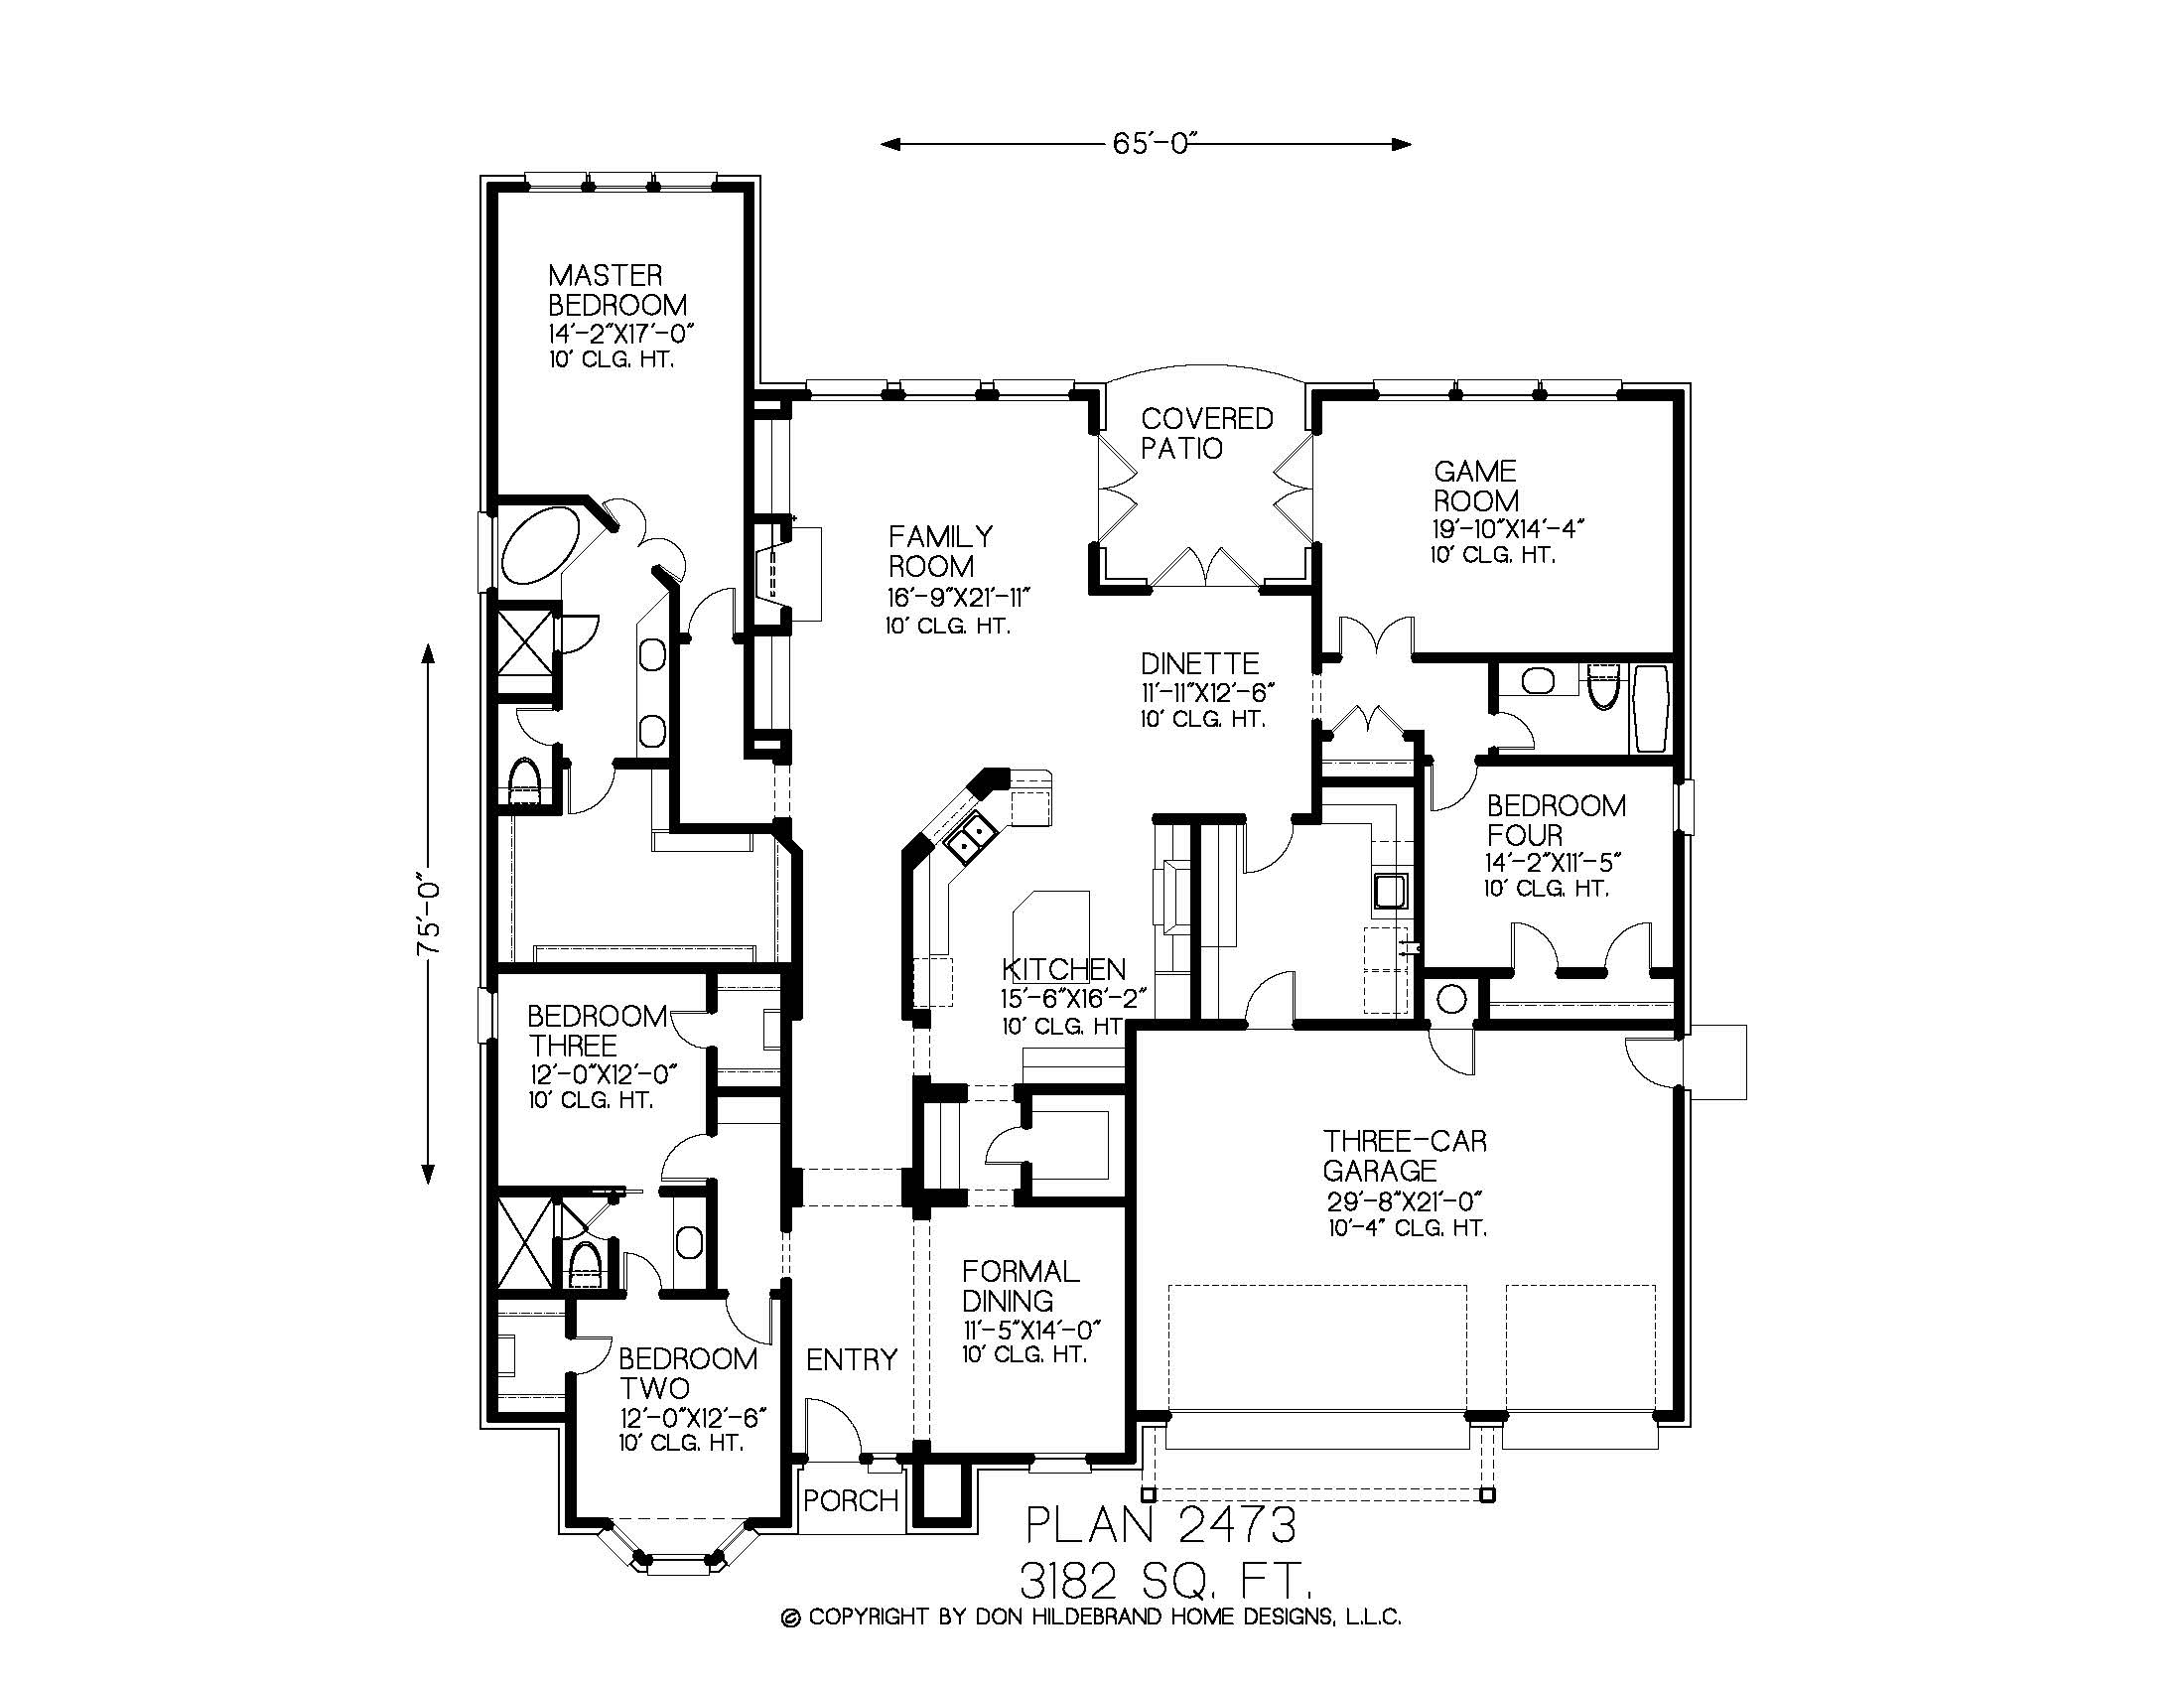 65'-0"
MASTER
BEDROOM
14'-2"X17'-0"
10' CLG. HT.
COVERED
PATIO
GAME
ROOM
19'-10"X14'-4"
10' CLG. HT.
FAMILY
ROOM
16'-9"X21'-11"
10' CLG. HT.
DINETTE
11'-11"X12'-6"
10' CLG. HT.
BEDROOM
FOUR
14'-2"X11'-5"
10' CLG. HT.
75'-0"
KITCHEN
15'-6"X16'-2"
10' CLG. HT
BEDROOM
THREE
12'-0"X12'-0"
10' CLG. HT.
THREE-CAR
GARAGE
29'-8"X21'-0"
10'-4" CLG. HT.
FORMAL
DINING
11'-5"X14'-0"
10' CLG. HT.
ENTRY
BEDROOM
TWO
12'-0"X12'-6"
10' CLG. HT.
PORCH
PLAN 2473
3182 SQ. FT.
© COPYRIGHT BY DON HILDEBRAND HOME DESIGNS, L.L.C.